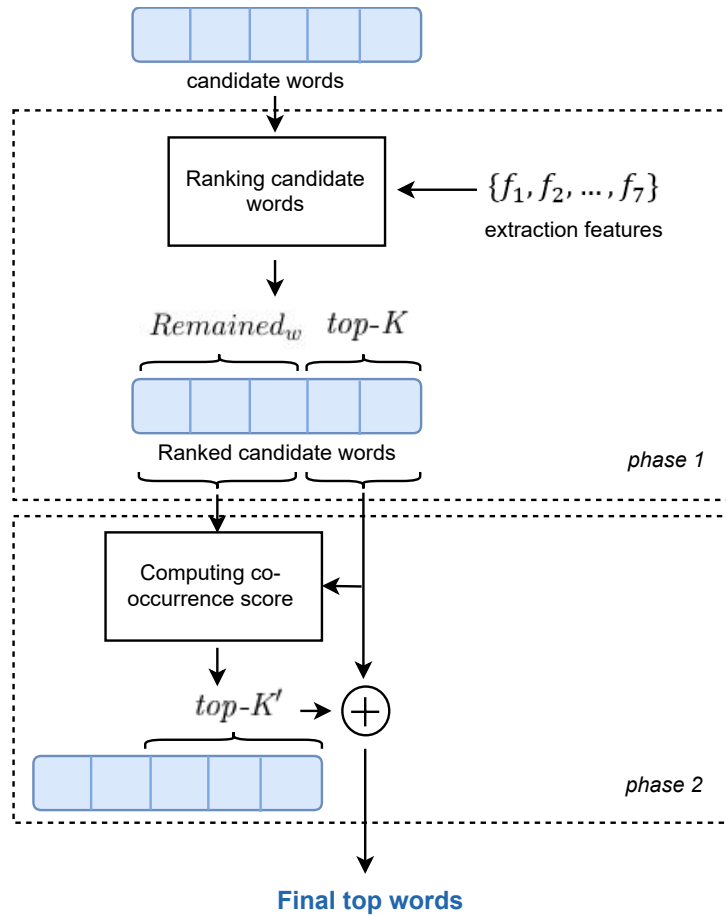 candidate words
Ranking candidate
words
{f₁, f₂, ... , f₇}
extraction features
Remained_w top-K
Ranked candidate words
phase 1
Computing co-
occurrence score
top-K′
+
phase 2
Final top words